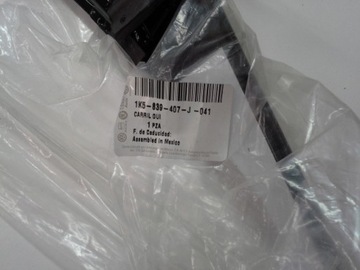 1K5-839-407-J -041
CARRIL GUI
1 PZA
F. de Caducidad:
Assembled in Mexico